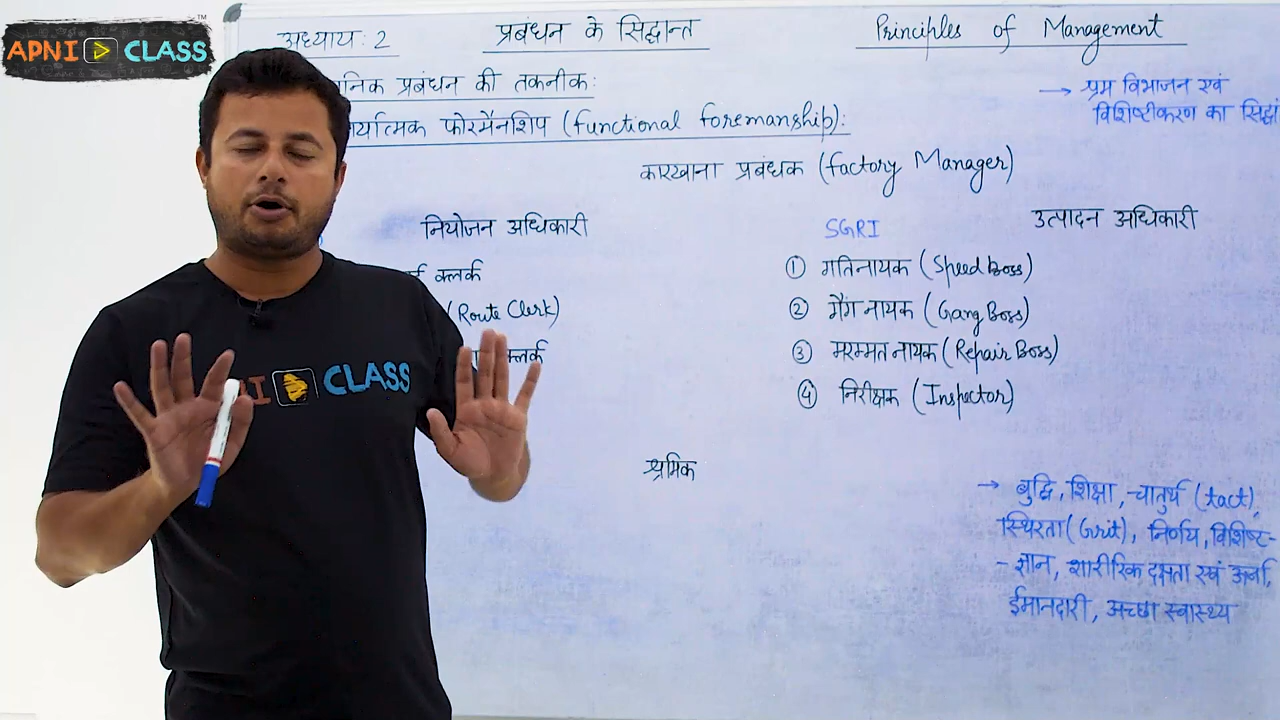 APNI CLASS ™
अध्याय: 2 प्रबंधन के सिद्धान्त Principles of Management
निक प्रबंधन की तकनीक:
र्यात्मक फोरमैनशिप (functional foremanship):
→ श्रम विभाजन एवं
विशिष्टीकरण का सिद्धां
कारखाना प्रबंधक (factory Manager)
नियोजन अधिकारी
SGRI
उत्पादन अधिकारी
क्लर्क
(Route Clerk)
क्लर्क
① गतिनायक (Speed Boss)
② गैंग नायक (Gang Boss)
③ मरम्मत नायक (Repair Boss)
④ निरीक्षक (Inspector)
NI CLASS
श्रमिक
→ बुद्धि, शिक्षा, चातुर्य (tact),
स्थिरता (Grit), निर्णय, विशिष्ट-
- ज्ञान, शारीरिक दक्षता एवं ऊर्जा,
ईमानदारी, अच्छा स्वास्थ्य